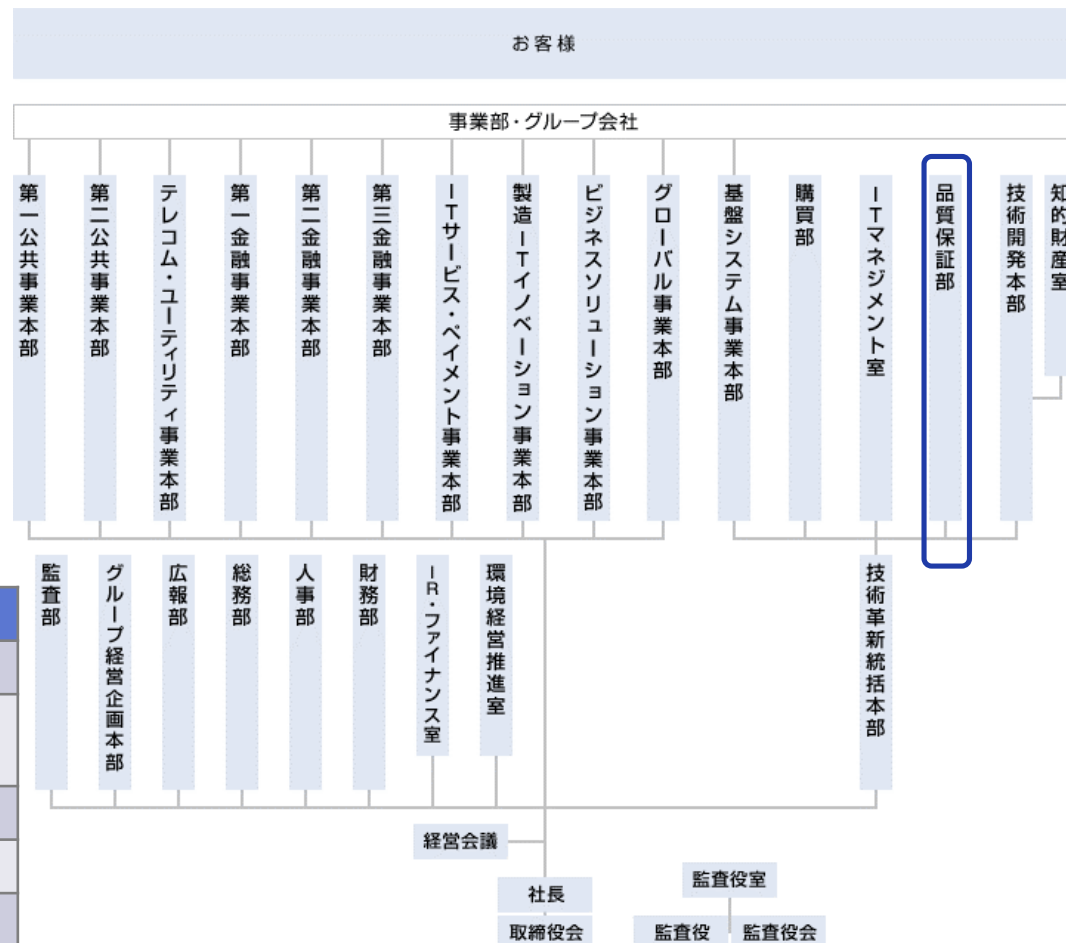 お客様
事業部・グループ会社
第一公共事業本部
第二公共事業本部
テレコム・ユーティリティ事業本部
第一金融事業本部
第二金融事業本部
第三金融事業本部
ITサービス・ペイメント事業本部
製造ITイノベーション事業本部
ビジネスソリューション事業本部
グローバル事業本部
基盤システム事業本部
購買部
ITマネジメント室
品質保証部
技術開発本部
知的財産室
監査部
グループ経営企画本部
広報部
総務部
人事部
財務部
IR・ファイナンス室
環境経営推進室
技術革新統括本部
経営会議
社長
取締役会
監査役室
監査役
監査役会